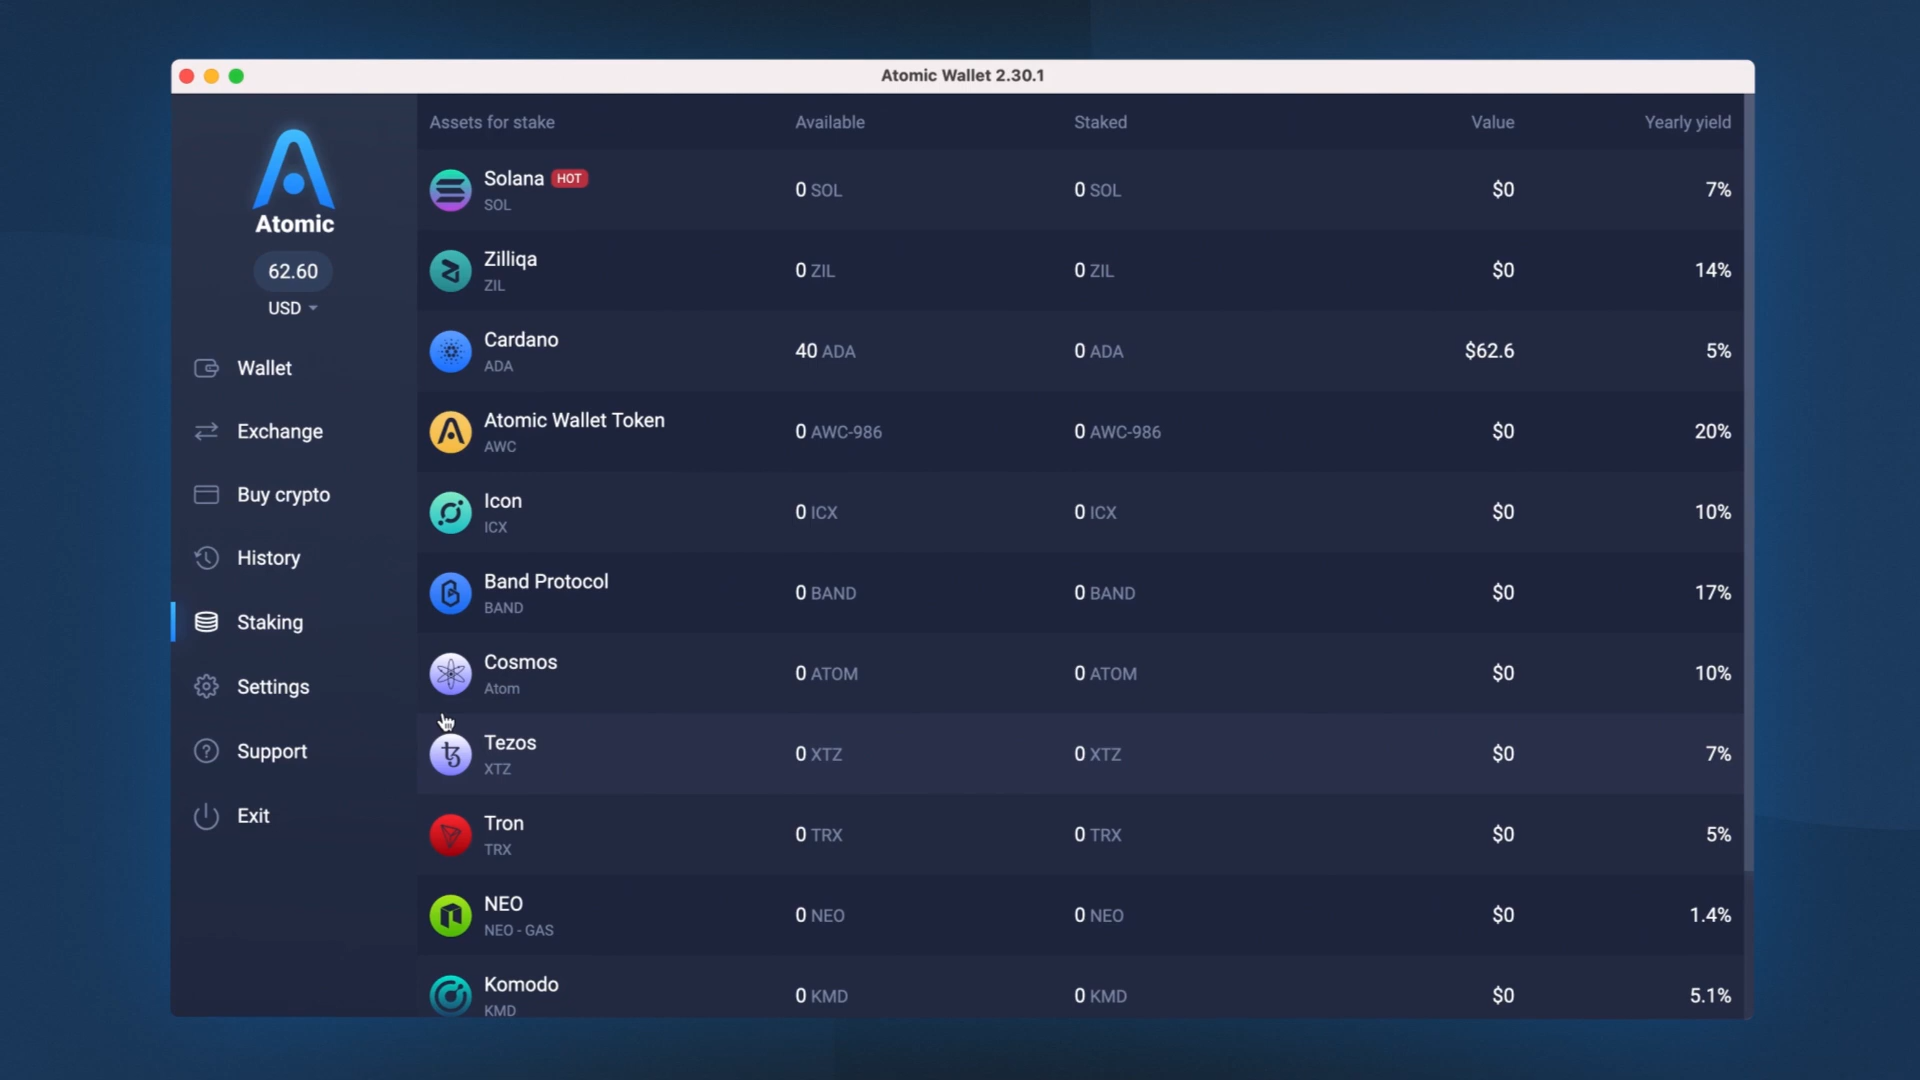 Atomic Wallet 2.30.1
Atomic
62.60
USD
Wallet
Exchange
Buy crypto
History
Staking
Settings
Support
Exit
Assets for stake Available Staked Value Yearly yield
Solana HOT
SOL
0 SOL 0 SOL $0 7%
Zilliqa
ZIL
0 ZIL 0 ZIL $0 14%
Cardano
ADA
40 ADA 0 ADA $62.6 5%
Atomic Wallet Token
AWC
0 AWC-986 0 AWC-986 $0 20%
Icon
ICX
0 ICX 0 ICX $0 10%
Band Protocol
BAND
0 BAND 0 BAND $0 17%
Cosmos
Atom
0 ATOM 0 ATOM $0 10%
Tezos
XTZ
0 XTZ 0 XTZ $0 7%
Tron
TRX
0 TRX 0 TRX $0 5%
NEO
NEO - GAS
0 NEO 0 NEO $0 1.4%
Komodo
KMD
0 KMD 0 KMD $0 5.1%